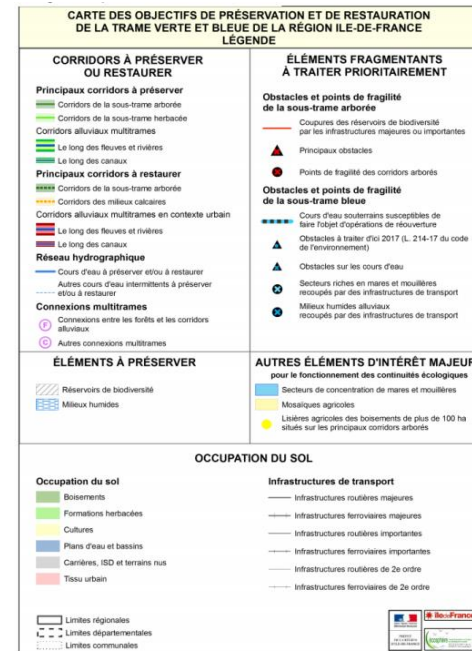 CARTE DES OBJECTIFS DE PRÉSERVATION ET DE RESTAURATION
DE LA TRAME VERTE ET BLEUE DE LA RÉGION ILE-DE-FRANCE
LÉGENDE
CORRIDORS À PRÉSERVER
OU RESTAURER
Principaux corridors à préserver
Corridors de la sous-trame arborée
Corridors de la sous-trame herbacée
Corridors alluviaux multitrames
Le long des fleuves et rivières
Le long des canaux
Principaux corridors à restaurer
Corridors de la sous-trame arborée
Corridors des milieux calcaires
Corridors alluviaux multitrames en contexte urbain
Le long des fleuves et rivières
Le long des canaux
Réseau hydrographique
Cours d'eau à préserver et/ou à restaurer
Autres cours d'eau intermittents à préserver
et/ou à restaurer
Connexions multitrames
F Connexions entre les forêts et les corridors
alluviaux
C Autres connexions multitrames
ÉLÉMENTS FRAGMENTANTS
À TRAITER PRIORITAIREMENT
Obstacles et points de fragilité
de la sous-trame arborée
Coupures des réservoirs de biodiversité
par les infrastructures majeures ou importantes
Principaux obstacles
Points de fragilité des corridors arborés
Obstacles et points de fragilité
de la sous-trame bleue
Cours d'eau souterrains susceptibles de
faire l'objet d'opérations de réouverture
Obstacles à traiter d'ici 2017 (L. 214-17 du code
de l'environnement)
Obstacles sur les cours d'eau
Secteurs riches en mares et mouillères
recoupés par des infrastructures de transport
Milieux humides alluviaux
recoupés par des infrastructures de transport
ÉLÉMENTS À PRÉSERVER
Réservoirs de biodiversité
Milieux humides
AUTRES ÉLÉMENTS D'INTÉRÊT MAJEUR
pour le fonctionnement des continuités écologiques
Secteurs de concentration de mares et mouillères
Mosaïques agricoles
Lisières agricoles des boisements de plus de 100 ha
situés sur les principaux corridors arborés
OCCUPATION DU SOL
Occupation du sol
Boisements
Formations herbacées
Cultures
Plans d'eau et bassins
Carrières, ISD et terrains nus
Tissu urbain
Infrastructures de transport
Infrastructures routières majeures
Infrastructures ferroviaires majeures
Infrastructures routières importantes
Infrastructures ferroviaires importantes
Infrastructures routières de 2e ordre
Infrastructures ferroviaires de 2e ordre
Limites régionales
Limites départementales
Limites communales
îledeFrance